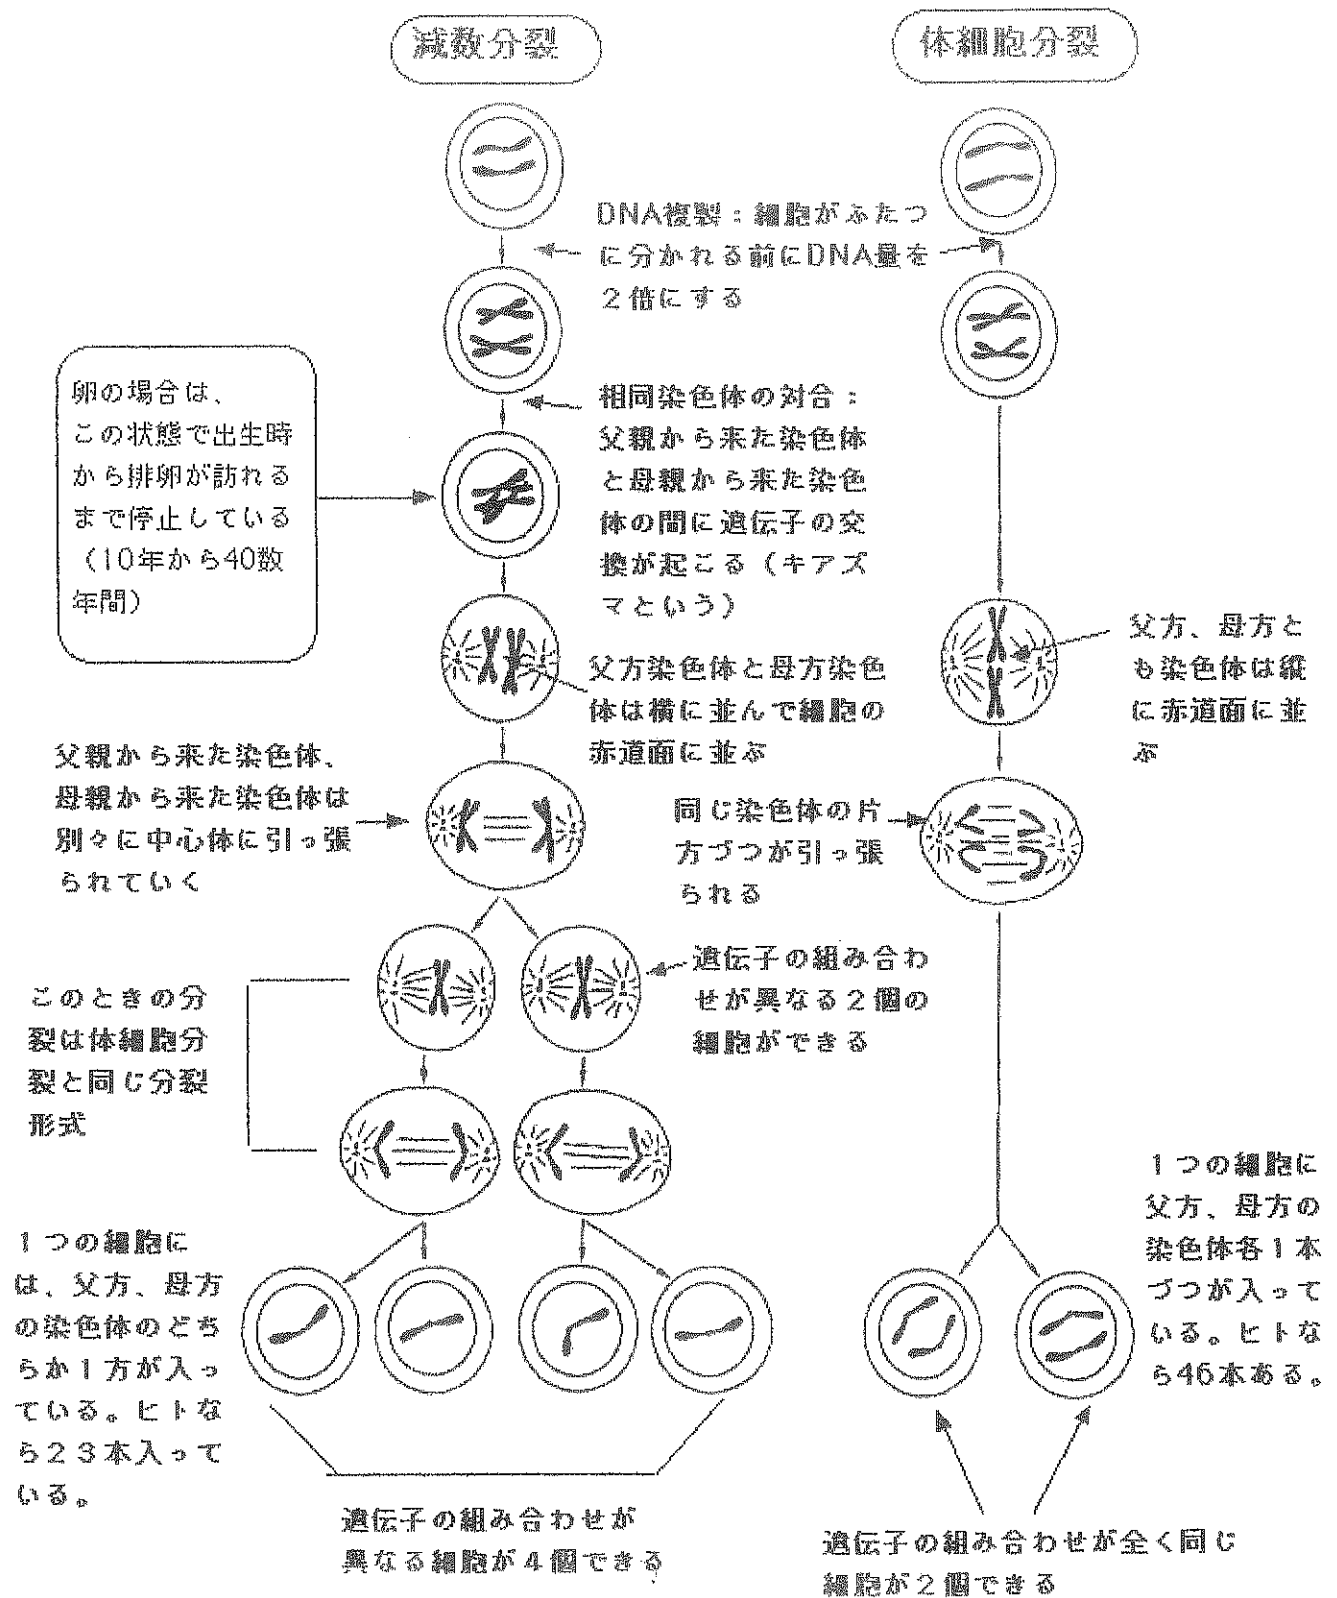 減数分裂
体細胞分裂
DNA複製：細胞がふたつ
に分かれる前にDNA量を
２倍にする
卵の場合は、
この状態で出生時
から排卵が訪れる
まで停止している
（10年から40数
年間）
相同染色体の対合：
父親から来た染色体
と母親から来た染色
体の間に遺伝子の交
換が起こる（キアズ
マという）
父方染色体と母方染色
体は横に並んで細胞の
赤道面に並ぶ
父方、母方と
も染色体は縦
に赤道面に並
ぶ
父親から来た染色体、
母親から来た染色体は
別々に中心体に引っ張
られていく
同じ染色体の片
方づつが引っ張
られる
遺伝子の組み合わ
せが異なる２個の
細胞ができる
このときの分
裂は体細胞分
裂と同じ分裂
形式
１つの細胞に
は、父方、母方
の染色体のどち
らか１方が入っ
ている。ヒトな
ら２３本入って
いる。
１つの細胞に
父方、母方の
染色体各１本
づつが入って
いる。ヒトな
ら46本ある。
遺伝子の組み合わせが
異なる細胞が４個できる
遺伝子の組み合わせが全く同じ
細胞が２個できる